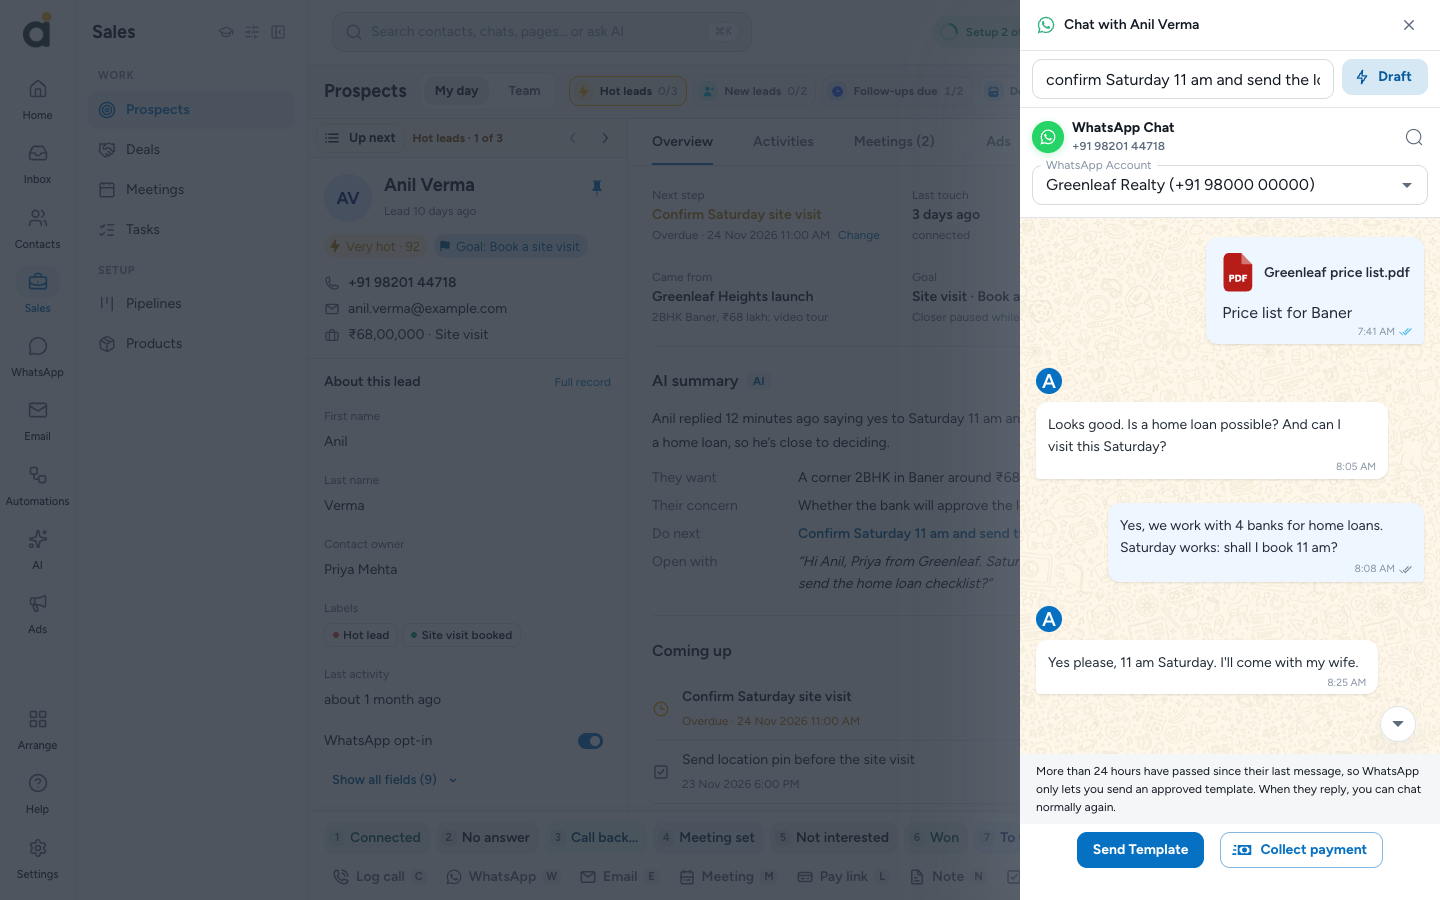 Home
Inbox
Contacts
Sales
WhatsApp
Email
Automations
AI
Ads
Arrange
Help
Settings
Sales
WORK
Prospects
Deals
Meetings
Tasks
SETUP
Pipelines
Products
Search contacts, chats, pages... or ask AI
⌘K
Setup 2 of
Prospects
My day
Team
Hot leads 0/3
New leads 0/2
Follow-ups due 1/2
Up next
Hot leads · 1 of 3
AV
Anil Verma
Lead 10 days ago
Very hot · 92
Goal: Book a site visit
+91 98201 44718
anil.verma@example.com
₹68,00,000 · Site visit
About this lead
Full record
First name
Anil
Last name
Verma
Contact owner
Priya Mehta
Labels
Hot lead
Site visit booked
Last activity
about 1 month ago
WhatsApp opt-in
Show all fields (9)
Overview
Activities
Meetings (2)
Ads
Next step
Confirm Saturday site visit
Overdue · 24 Nov 2026 11:00 AM Change
Last touch
3 days ago
connected
Came from
Greenleaf Heights launch
2BHK Baner, ₹68 lakh: video tour
Goal
Site visit · Book a
Closer paused while
AI summary
AI
Anil replied 12 minutes ago saying yes to Saturday 11 am an
a home loan, so he's close to deciding.
They want
A corner 2BHK in Baner around ₹68
Their concern
Whether the bank will approve the l
Do next
Confirm Saturday 11 am and send t
Open with
"Hi Anil, Priya from Greenleaf. Satur
send the home loan checklist?"
Coming up
Confirm Saturday site visit
Overdue · 24 Nov 2026 11:00 AM
Send location pin before the site visit
23 Nov 2026 6:00 PM
1 Connected
2 No answer
3 Call back...
4 Meeting set
5 Not interested
6 Won
7 To
Log call C
WhatsApp W
Email E
Meeting M
Pay link L
Note N
Chat with Anil Verma
confirm Saturday 11 am and send the lo
Draft
WhatsApp Chat
+91 98201 44718
WhatsApp Account
Greenleaf Realty (+91 98000 00000)
PDF
Greenleaf price list.pdf
Price list for Baner
7:41 AM
A
Looks good. Is a home loan possible? And can I
visit this Saturday?
8:05 AM
Yes, we work with 4 banks for home loans.
Saturday works: shall I book 11 am?
8:08 AM
A
Yes please, 11 am Saturday. I'll come with my wife.
8:25 AM
More than 24 hours have passed since their last message, so WhatsApp
only lets you send an approved template. When they reply, you can chat
normally again.
Send Template
Collect payment